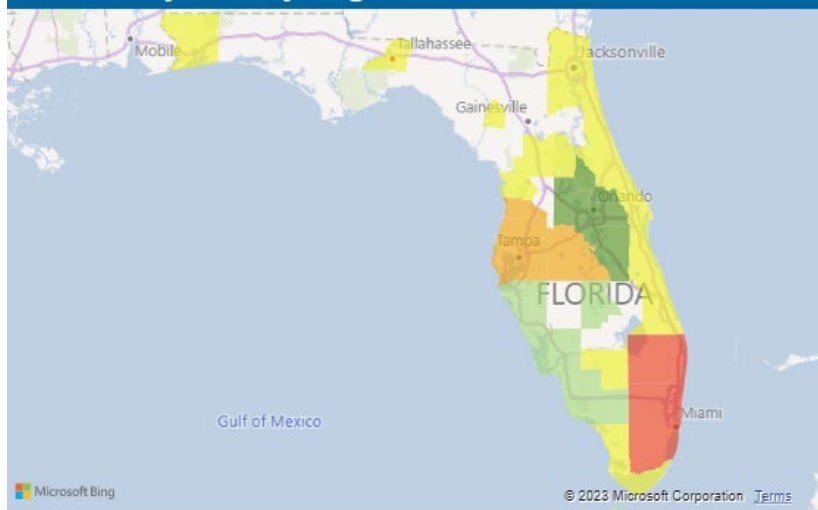 Mobile
Tallahassee
Jacksonville
Gainesville
Orlando
Tampa
FLORIDA
Miami
Gulf of Mexico
Microsoft Bing
© 2023 Microsoft Corporation Terms